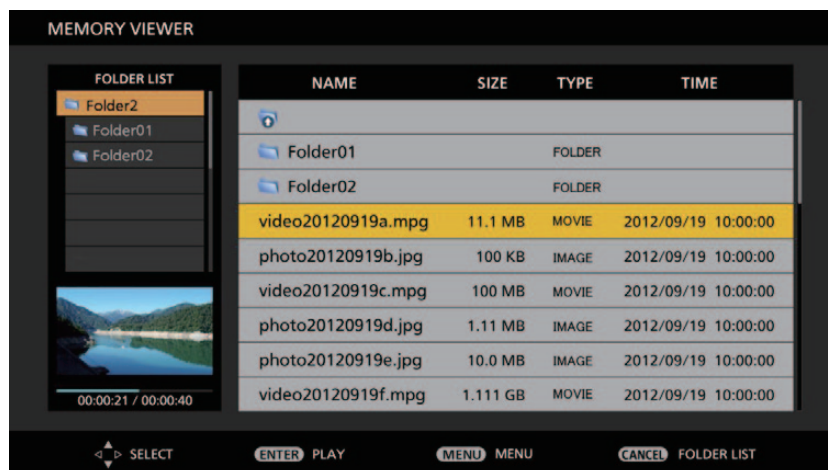 MEMORY VIEWER
FOLDER LIST
Folder2
Folder01
Folder02
00:00:21 / 00:00:40
NAME SIZE TYPE TIME
Folder01 FOLDER
Folder02 FOLDER
video20120919a.mpg 11.1 MB MOVIE 2012/09/19 10:00:00
photo20120919b.jpg 100 KB IMAGE 2012/09/19 10:00:00
video20120919c.mpg 100 MB MOVIE 2012/09/19 10:00:00
photo20120919d.jpg 1.11 MB IMAGE 2012/09/19 10:00:00
photo20120919e.jpg 10.0 MB IMAGE 2012/09/19 10:00:00
video20120919f.mpg 1.111 GB MOVIE 2012/09/19 10:00:00
SELECT ENTER PLAY MENU MENU CANCEL FOLDER LIST